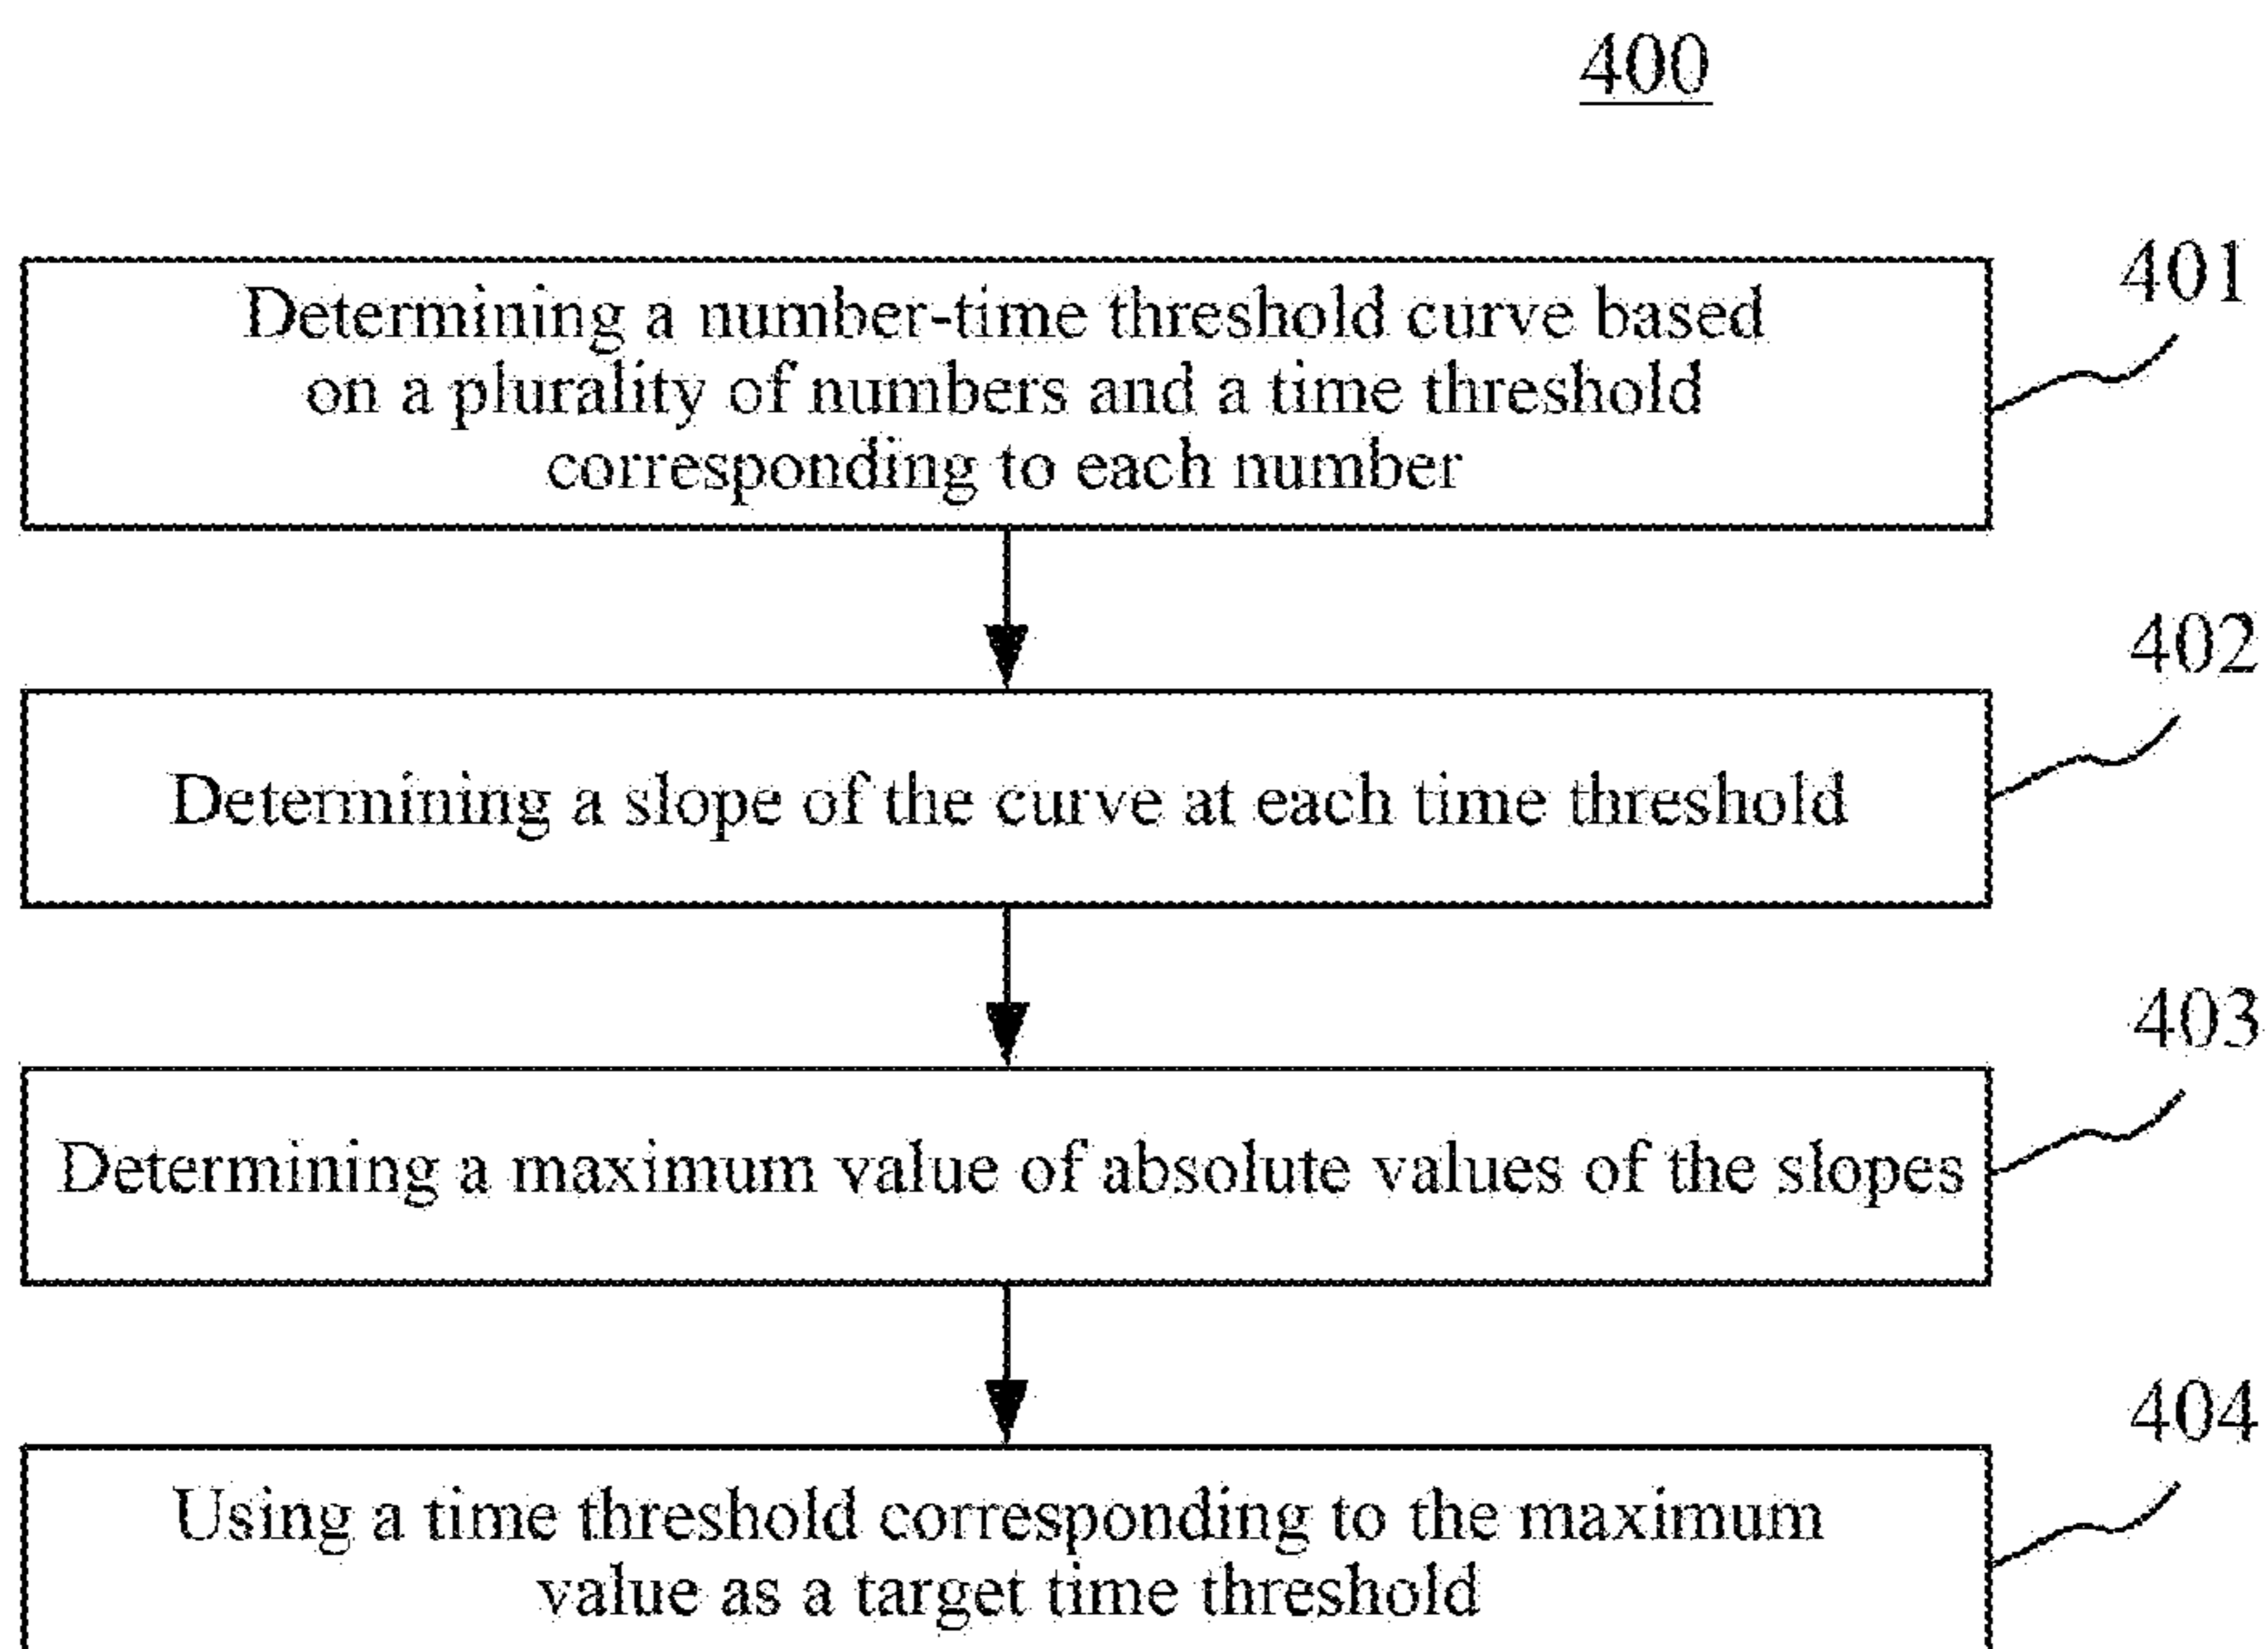 400
Determining a number-time threshold curve based
on a plurality of numbers and a time threshold
corresponding to each number
401
Determining a slope of the curve at each time threshold
402
Determining a maximum value of absolute values of the slopes
403
Using a time threshold corresponding to the maximum
value as a target time threshold
404